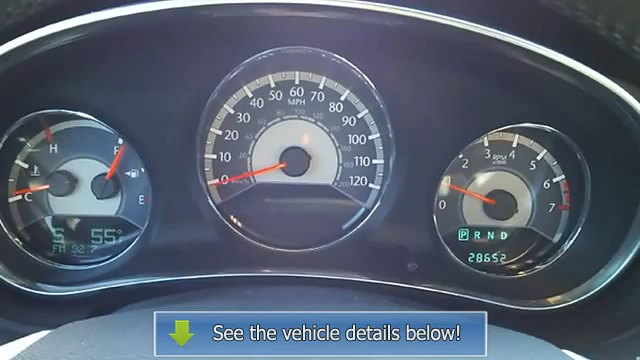 H
F
C
E
S 55°F
FM 92.7
0 10 20 30 40 50 60 70 80 90 100 110 120
MPH
0 1 2 3 4 5 6 7
RPM
x1000
P R N D
28652
See the vehicle details below!